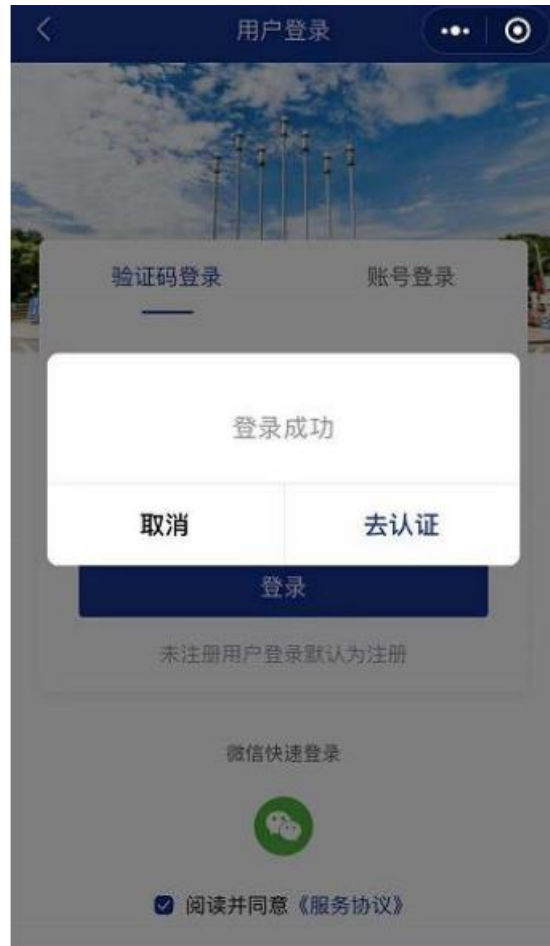 用户登录
验证码登录 账号登录
登录成功
取消 去认证
登录
未注册用户登录默认为注册
微信快速登录
阅读并同意《服务协议》